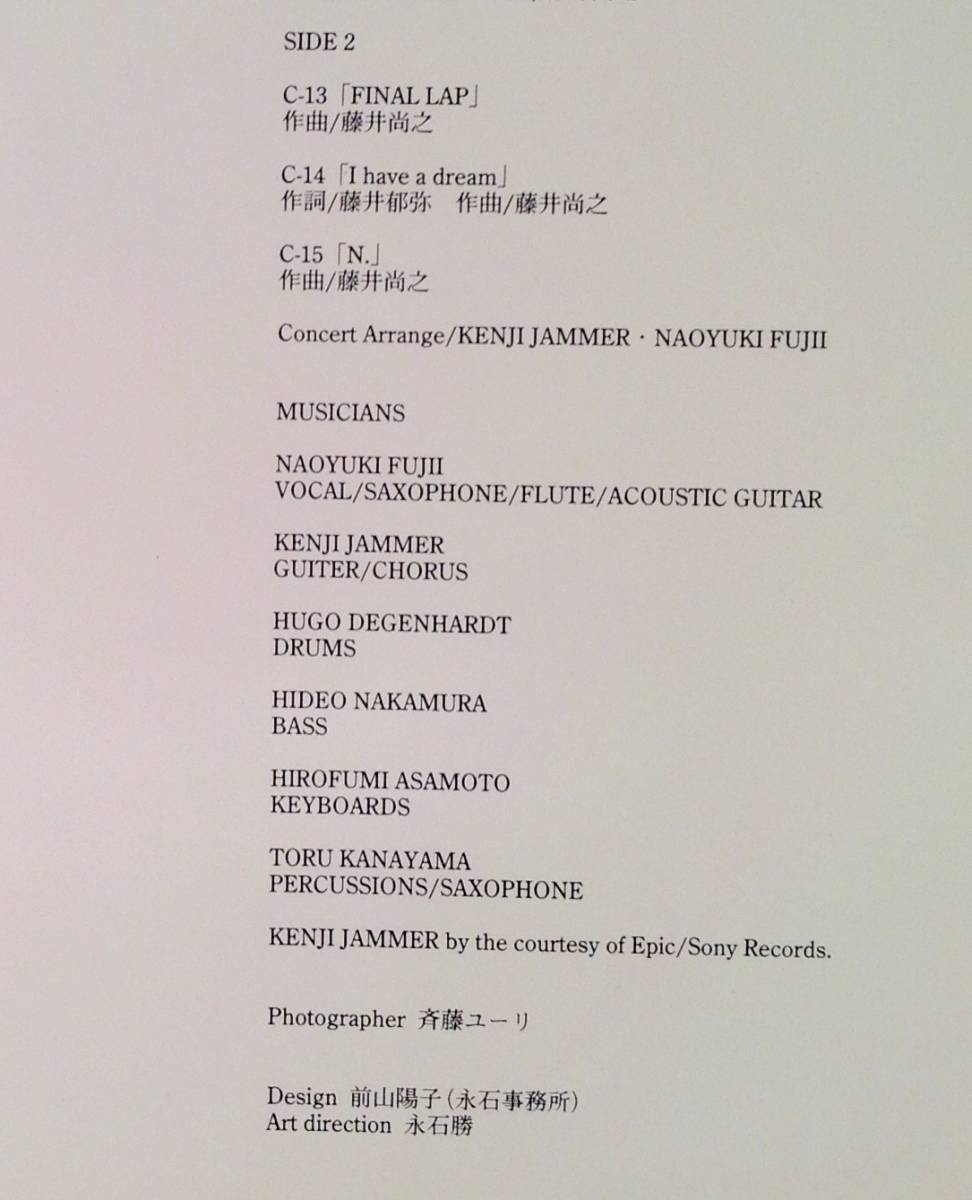 SIDE 2
C-13「FINAL LAP」
作曲/藤井尚之
C-14「I have a dream」
作詞/藤井郁弥　作曲/藤井尚之
C-15「N.」
作曲/藤井尚之
Concert Arrange/KENJI JAMMER・NAOYUKI FUJII
MUSICIANS
NAOYUKI FUJII
VOCAL/SAXOPHONE/FLUTE/ACOUSTIC GUITAR
KENJI JAMMER
GUITER/CHORUS
HUGO DEGENHARDT
DRUMS
HIDEO NAKAMURA
BASS
HIROFUMI ASAMOTO
KEYBOARDS
TORU KANAYAMA
PERCUSSIONS/SAXOPHONE
KENJI JAMMER by the courtesy of Epic/Sony Records.
Photographer 斉藤ユーリ
Design 前山陽子(永石事務所)
Art direction 永石勝